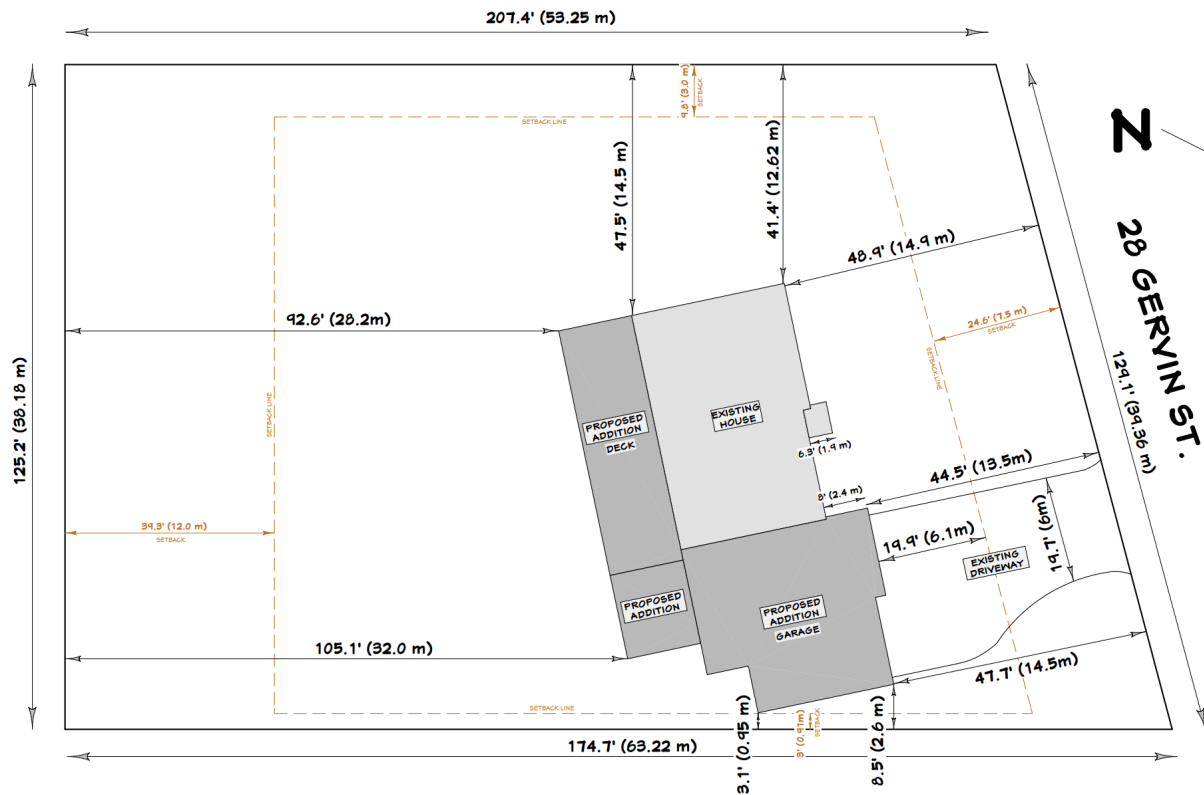 207.4' (53.25 m)
9.8' (3.0 m)
SETBACK
SETBACK LINE
N
47.5' (14.5 m)
41.4' (12.62 m)
28 GERVIN ST.
48.9' (14.9 m)
92.6' (28.2m)
24.6' (7.5 m)
SETBACK
SETBACK LINE
125.2' (38.18 m)
SETBACK LINE
129.1' (39.36 m)
PROPOSED
ADDITION
DECK
EXISTING
HOUSE
6.3' (1.9 m)
44.5' (13.5m)
8' (2.4 m)
39.3' (12.0 m)
SETBACK
19.9' (6.1m)
19.7' (6m)
EXISTING
DRIVEWAY
PROPOSED
ADDITION
PROPOSED
ADDITION
GARAGE
105.1' (32.0 m)
47.7' (14.5m)
SETBACK LINE
3.1' (0.95 m)
3' (0.91m)
SETBACK
8.5' (2.6 m)
174.7' (63.22 m)